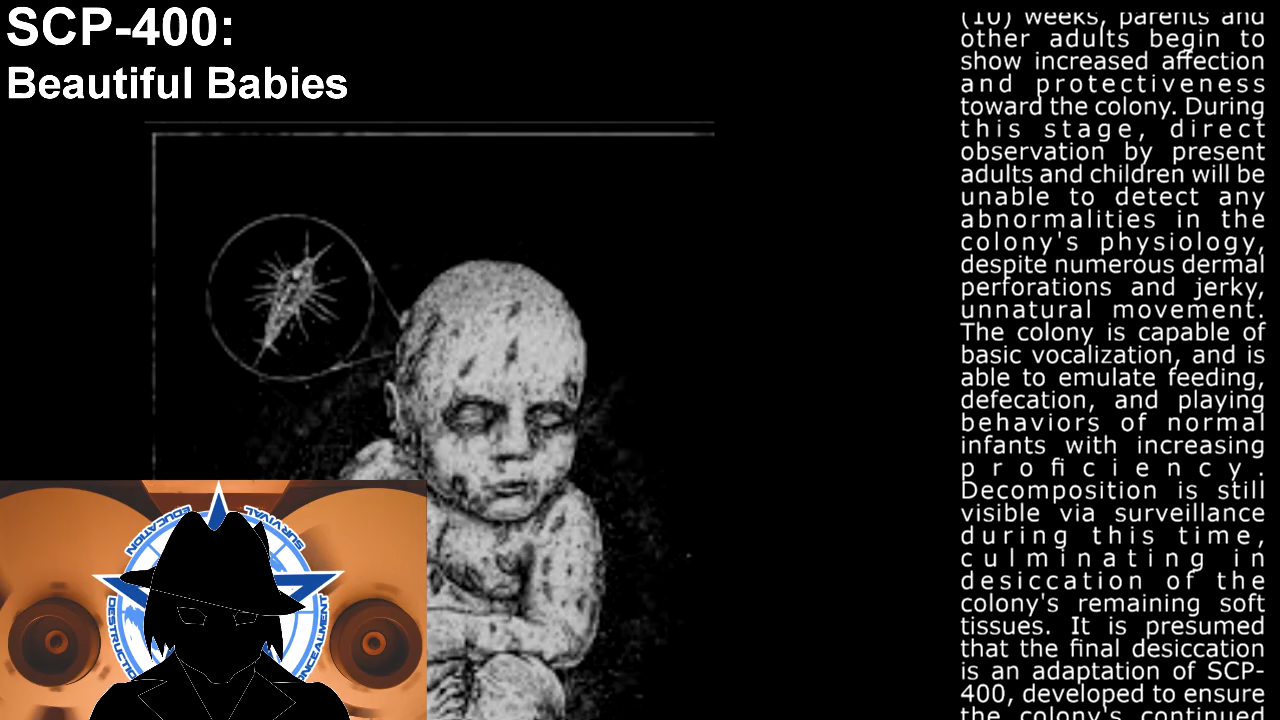 SCP-400:
Beautiful Babies
(10) weeks, parents and
other adults begin to
show increased affection
and protectiveness
toward the colony. During
this stage, direct
observation by present
adults and children will be
unable to detect any
abnormalities in the
colony's physiology,
despite numerous dermal
perforations and jerky,
unnatural movement.
The colony is capable of
basic vocalization, and is
able to emulate feeding,
defecation, and playing
behaviors of normal
infants with increasing
proficiency.
Decomposition is still
visible via surveillance
during this time,
culminating in
desiccation of the
colony's remaining soft
tissues. It is presumed
that the final desiccation
is an adaptation of SCP-
400, developed to ensure
the colony's continued
EDUCATION
SURVIVAL